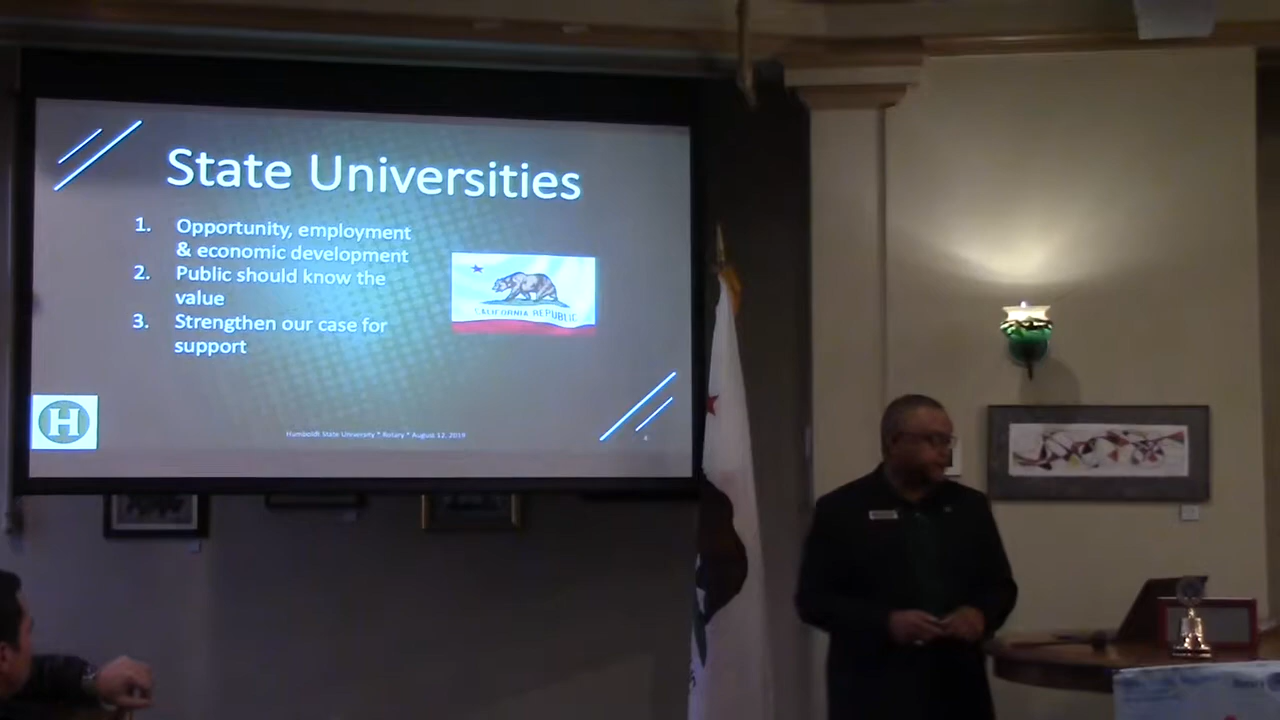 State Universities
1. Opportunity, employment
& economic development
2. Public should know the
value
3. Strengthen our case for
support
CALIFORNIA REPUBLIC
H
Humboldt State University * Rotary * August 12, 2019
Rotary